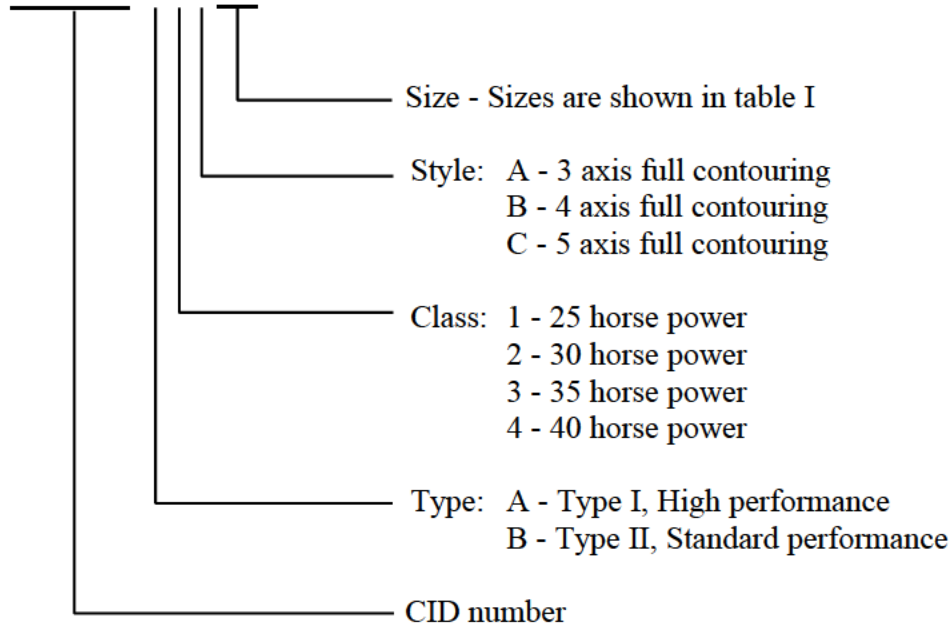 Size - Sizes are shown in table I
Style: A - 3 axis full contouring
B - 4 axis full contouring
C - 5 axis full contouring
Class: 1 - 25 horse power
2 - 30 horse power
3 - 35 horse power
4 - 40 horse power
Type: A - Type I, High performance
B - Type II, Standard performance
CID number